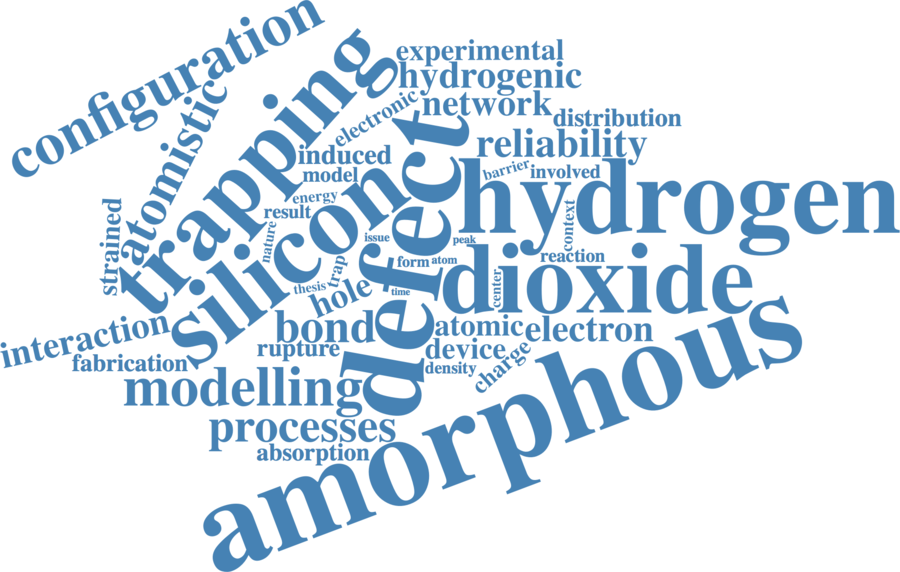 configuration
trapping
experimental
hydrogenic
atomistic
electronic
network
distribution
defect
reliability
induced
model
barrier
involved
silicon
hydrogen
energy
result
strained
context
nature
issue
peak
reaction
trap
form
atom
dioxide
center
thesis
hole
time
interaction
bond
atomic
electron
fabrication
rupture
device
charge
density
modelling
amorphous
processes
absorption